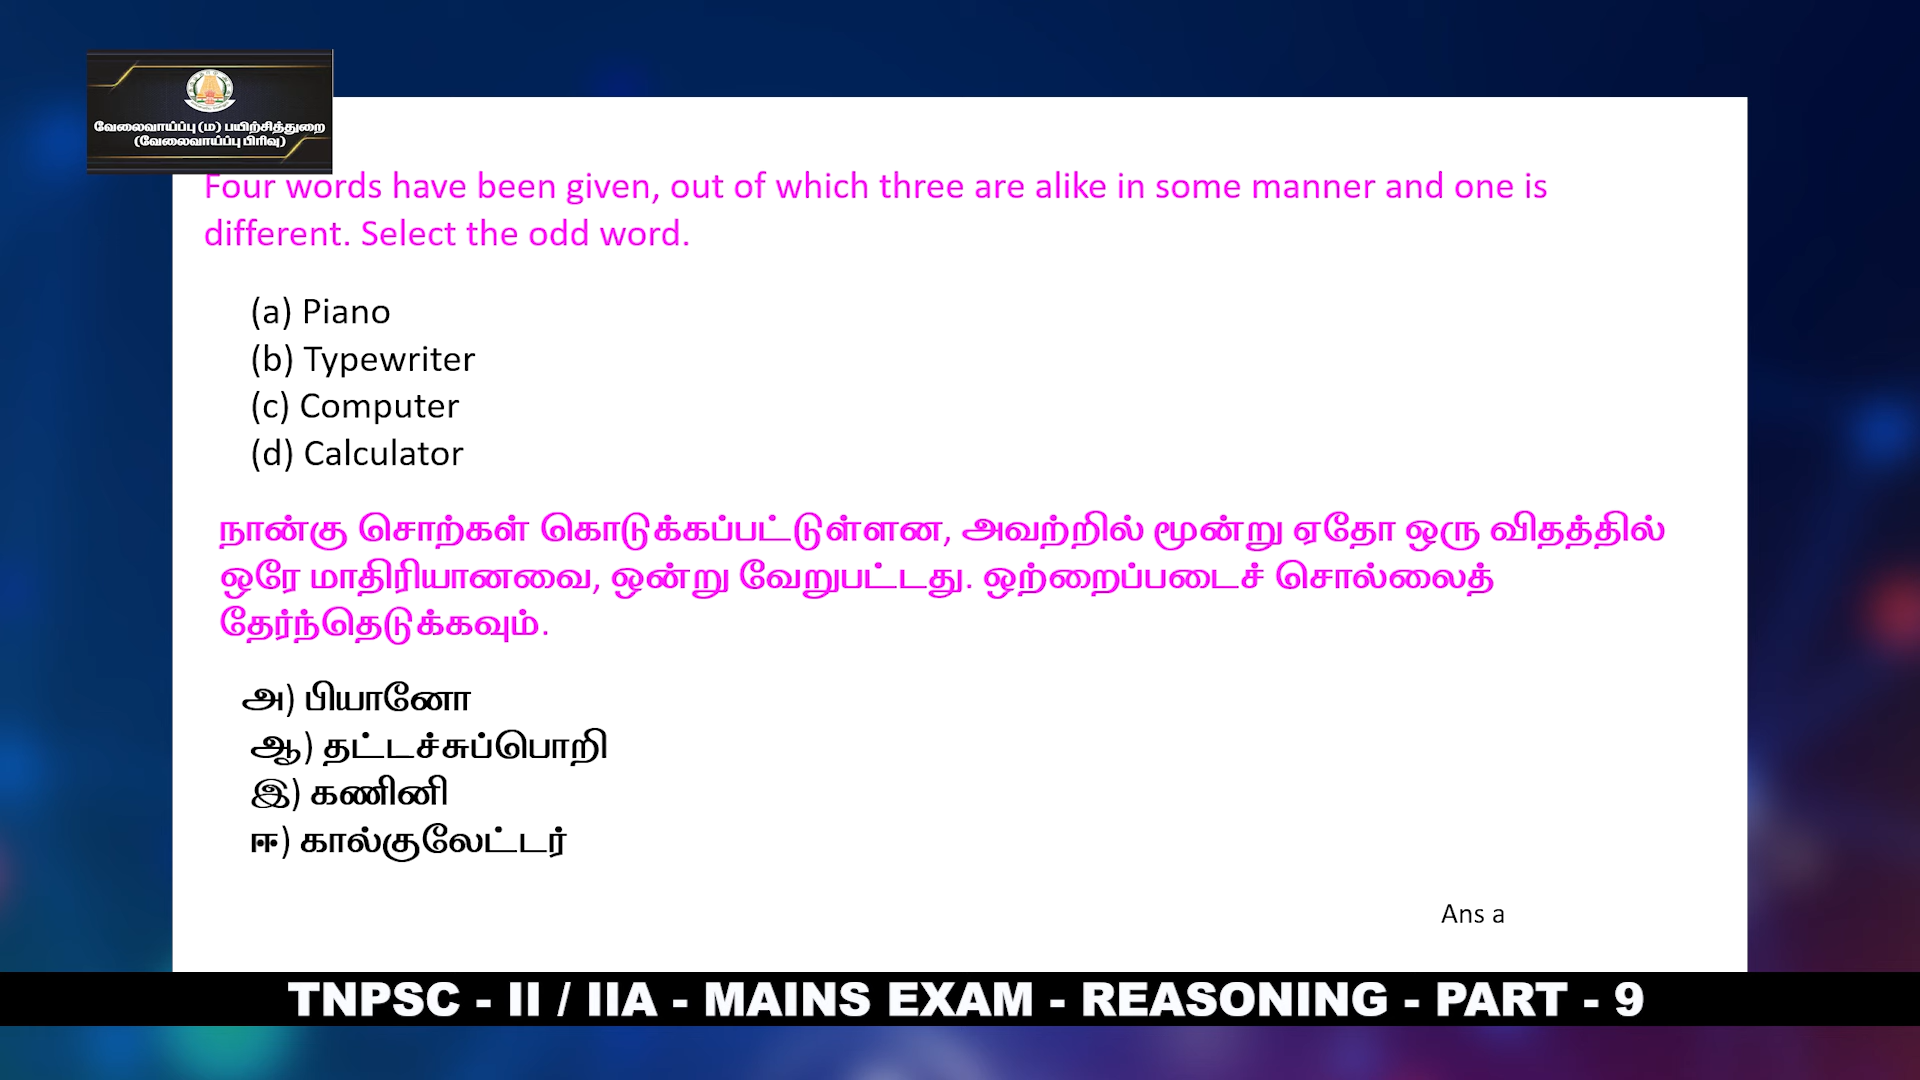 வேலைவாய்ப்பு (ம) பயிற்சித்துறை
(வேலைவாய்ப்பு பிரிவு)
Four words have been given, out of which three are alike in some manner and one is
different. Select the odd word.
(a) Piano
(b) Typewriter
(c) Computer
(d) Calculator
நான்கு சொற்கள் கொடுக்கப்பட்டுள்ளன, அவற்றில் மூன்று ஏதோ ஒரு விதத்தில்
ஒரே மாதிரியானவை, ஒன்று வேறுபட்டது. ஒற்றைப்படைச் சொல்லைத்
தேர்ந்தெடுக்கவும்.
அ) பியானோ
ஆ) தட்டச்சுப்பொறி
இ) கணினி
ஈ) கால்குலேட்டர்
Ans a
TNPSC - II / IIA - MAINS EXAM - REASONING - PART - 9